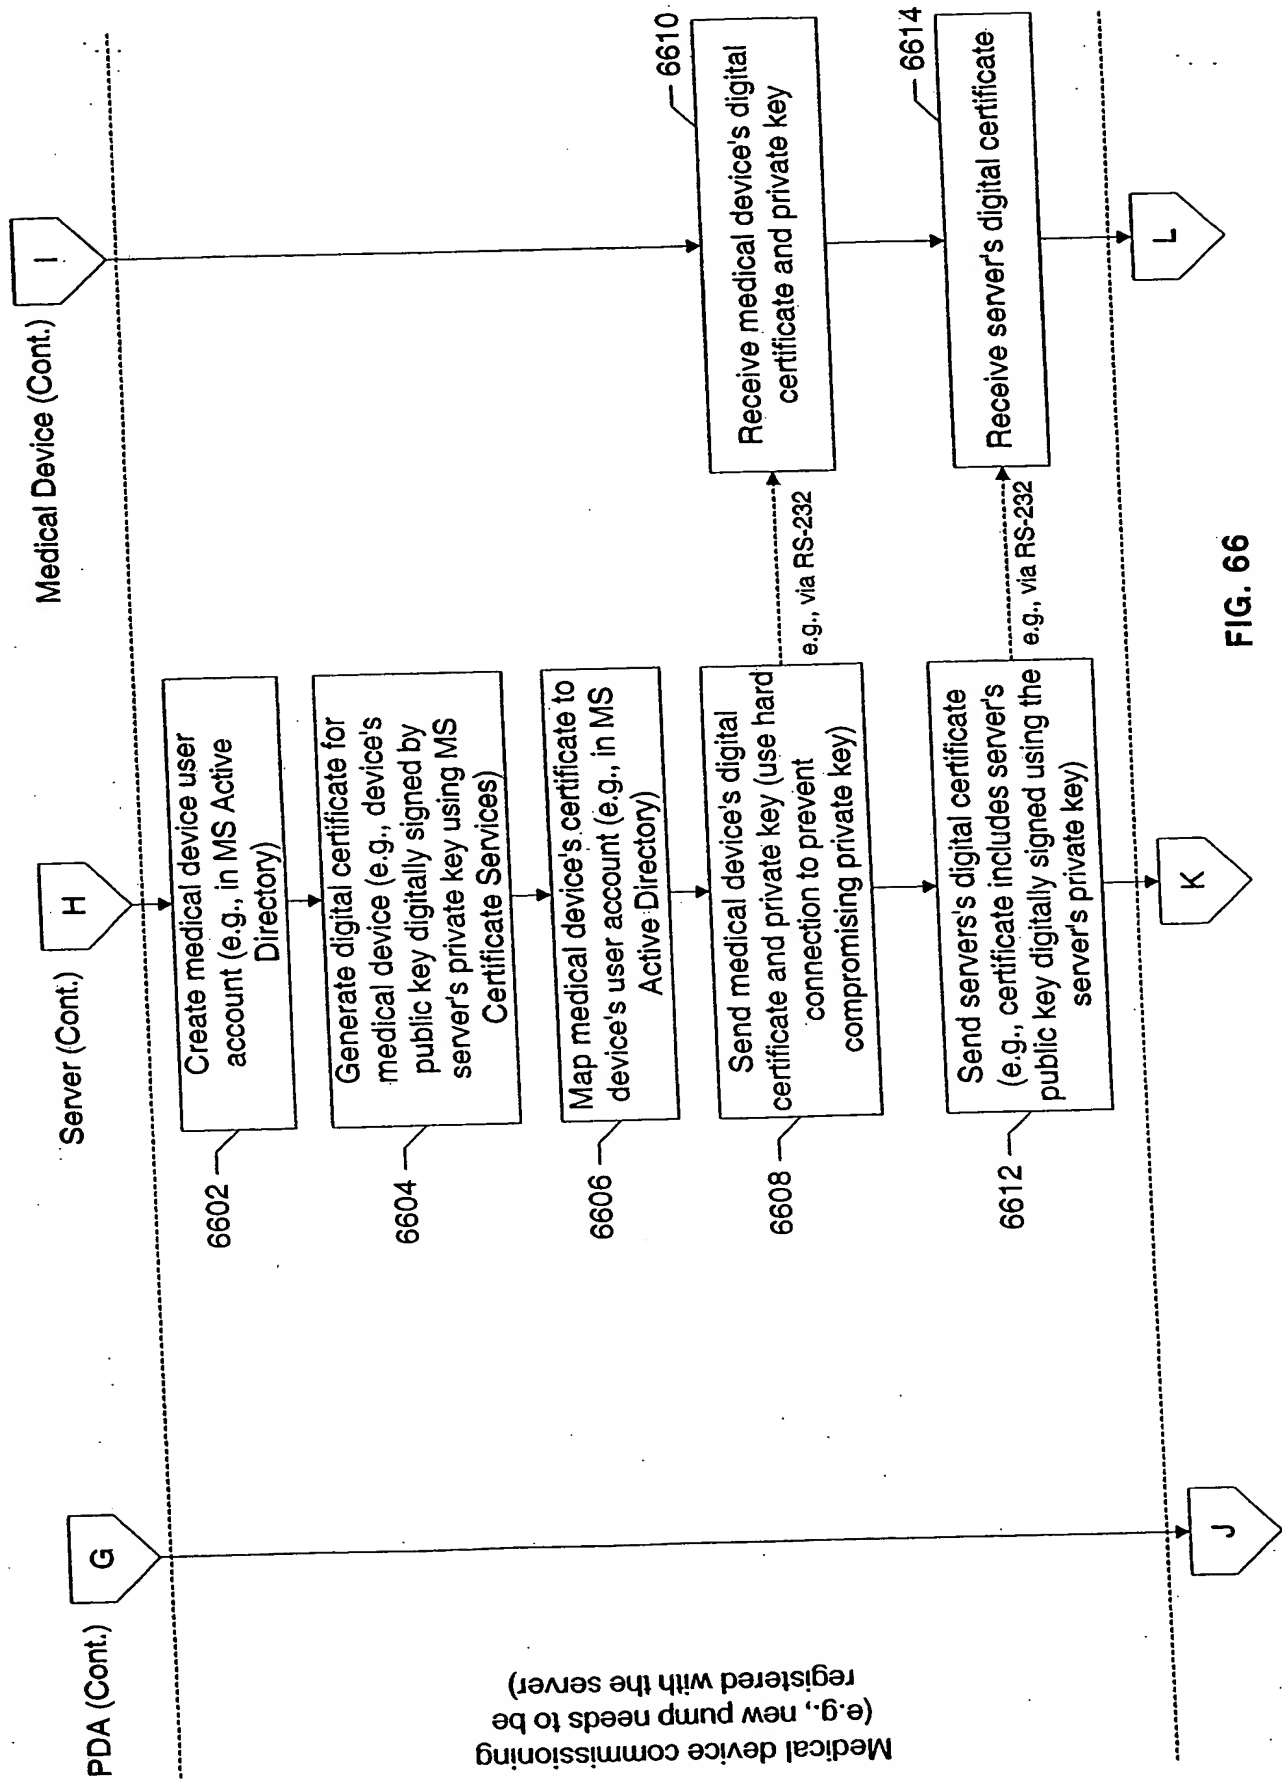 PDA (Cont.)
G
Server (Cont.)
H
Medical Device (Cont.)
I
Medical device commissioning
(e.g., new pump needs to be
registered with the server)
6602
Create medical device user
account (e.g., in MS Active
Directory)
6604
Generate digital certificate for
medical device (e.g., device's
public key digitally signed by
server's private key using MS
Certificate Services)
6606
Map medical device's certificate to
device's user account (e.g., in MS
Active Directory)
6608
Send medical device's digital
certificate and private key (use hard
connection to prevent
compromising private key)
e.g., via RS-232
6610
Receive medical device's digital
certificate and private key
6612
Send servers's digital certificate
(e.g., certificate includes server's
public key digitally signed using the
server's private key)
e.g., via RS-232
6614
Receive server's digital certificate
J
K
L
FIG. 66